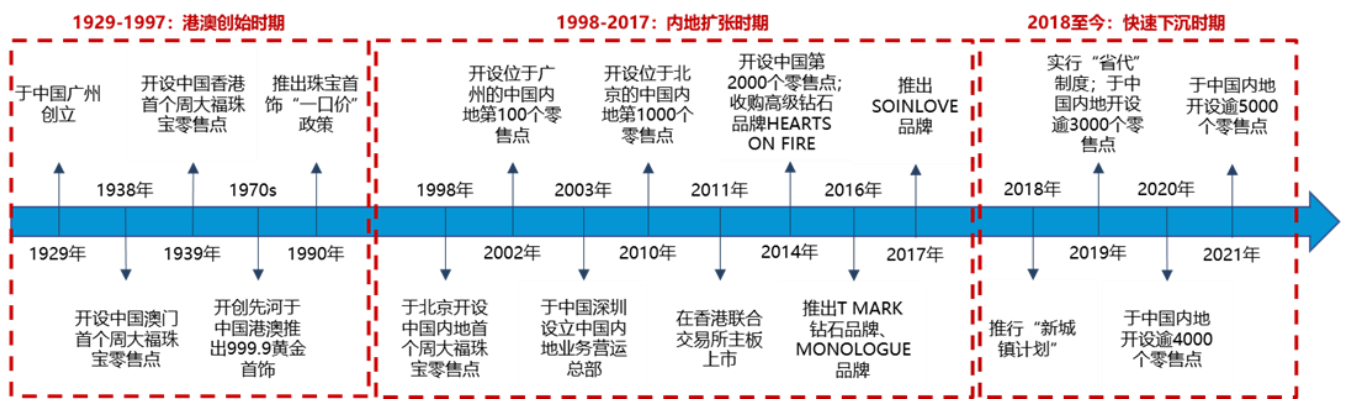 1929-1997：港澳创始时期
1998-2017：内地扩张时期
2018至今：快速下沉时期
于中国广州
创立
开设中国香港
首个周大福珠
宝零售点
推出珠宝首
饰“一口价”
政策
开设位于广
州的中国内
地第100个零
售点
开设位于北
京的中国内
地第1000个
零售点
开设中国第
2000个零售点；
收购高级钻石
品牌HEARTS
ON FIRE
推出
SOINLOVE
品牌
实行“省代”
制度；于中
国内地开设
逾3000个零
售点
于中国内地
开设逾5000
个零售点
1938年
1970s
1998年
2003年
2011年
2016年
2018年
2020年
1929年
1939年
1990年
2002年
2010年
2014年
2017年
2019年
2021年
开设中国澳门
首个周大福珠
宝零售点
开创先河于
中国港澳推
出999.9黄金
首饰
于北京开设
中国内地首
个周大福珠
宝零售点
于中国深圳
设立中国内
地业务营运
总部
在香港联合
交易所主板
上市
推出T MARK
钻石品牌、
MONOLOGUE
品牌
推行“新城
镇计划”
于中国内地
开设逾4000
个零售点